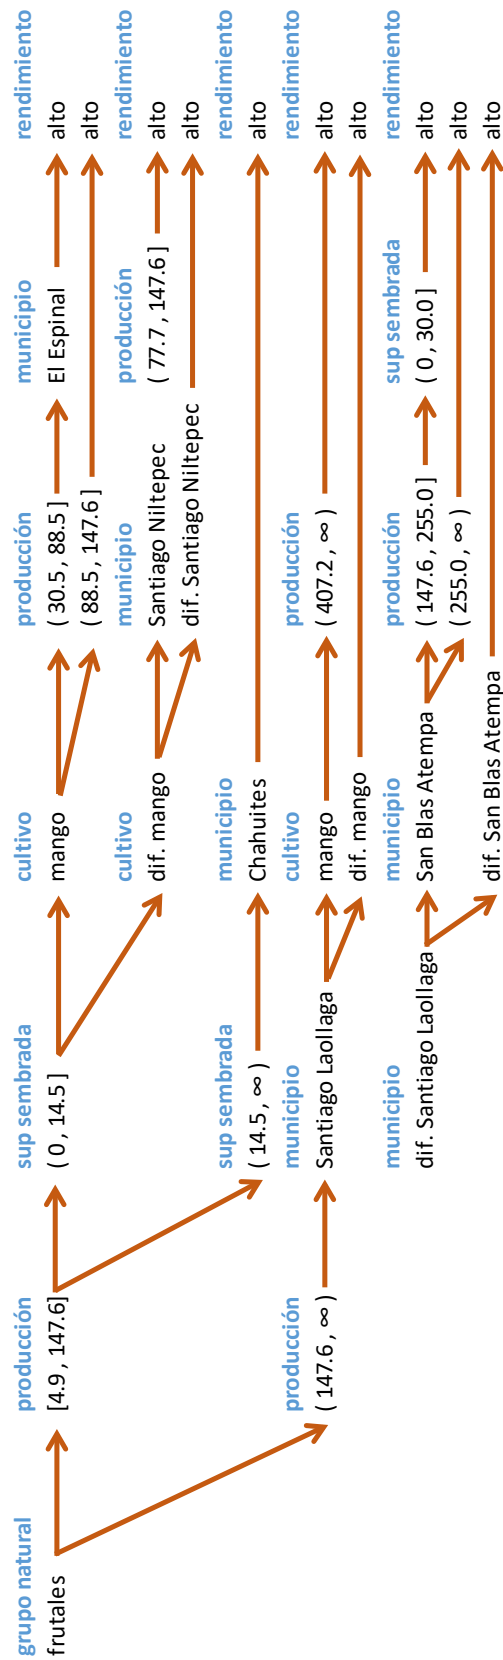 grupo natural
frutales
producción
[4.9 , 147.6]
sup sembrada
( 0 , 14.5 ]
cultivo
mango
producción
( 30.5 , 88.5 ]
( 88.5 , 147.6 ]
municipio
El Espinal
rendimiento
alto
alto
cultivo
dif. mango
municipio
Santiago Niltepec
dif. Santiago Niltepec
producción
( 77.7 , 147.6 ]
rendimiento
alto
alto
sup sembrada
( 14.5 , ∞ )
municipio
Chahuites
rendimiento
alto
producción
( 147.6 , ∞ )
municipio
Santiago Laollaga
cultivo
mango
dif. mango
producción
( 407.2 , ∞ )
rendimiento
alto
alto
municipio
dif. Santiago Laollaga
municipio
San Blas Atempa
dif. San Blas Atempa
producción
( 147.6 , 255.0 ]
( 255.0 , ∞ )
sup sembrada
( 0 , 30.0 ]
rendimiento
alto
alto
alto